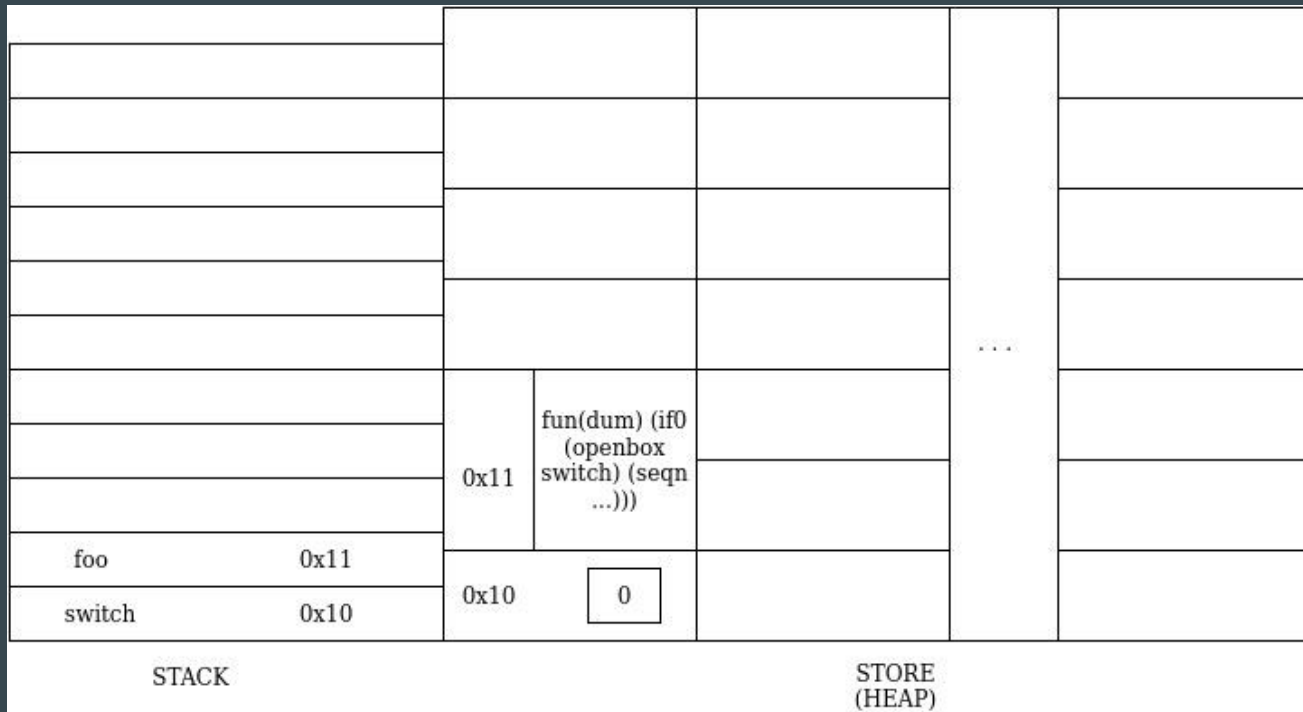 . . .
fun(dum) (if0
(openbox
switch) (seqn
...)))
0x11
foo 0x11
switch 0x10
0x10 0
STACK
STORE
(HEAP)